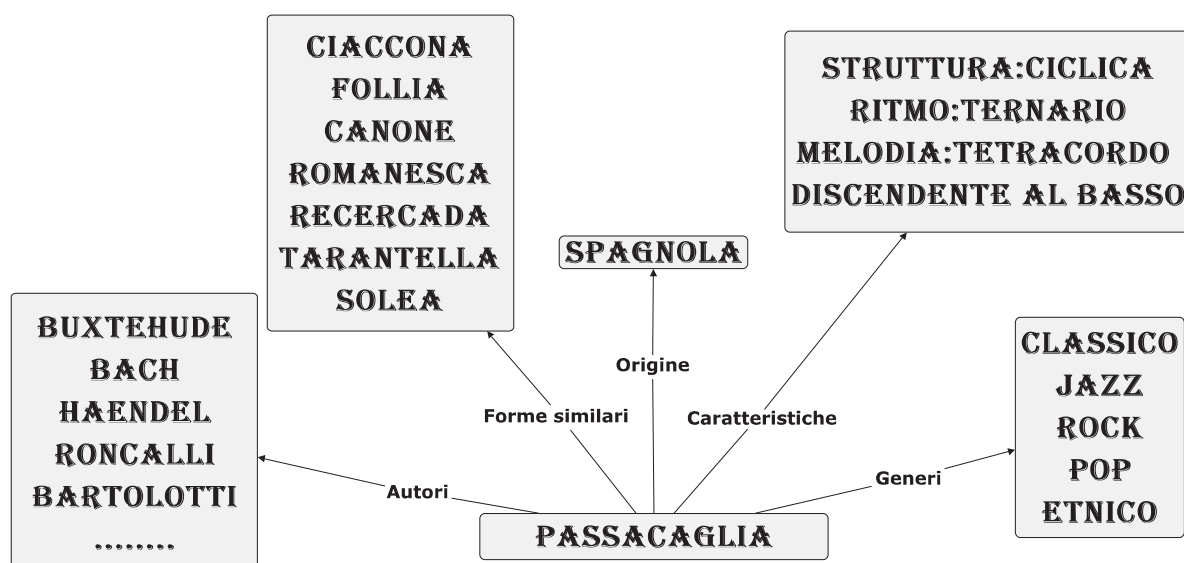 CIACCONA
FOLLIA
CANONE
ROMANESCA
RECERCADA
TARANTELLA
SOLEA
STRUTTURA:CICLICA
RITMO:TERNARIO
MELODIA:TETRACORDO
DISCENDENTE AL BASSO
SPAGNOLA
BUXTEHUDE
BACH
HAENDEL
RONCALLI
BARTOLOTTI
........
CLASSICO
JAZZ
ROCK
POP
ETNICO
Origine
Forme similari
Caratteristiche
Autori
Generi
PASSACAGLIA